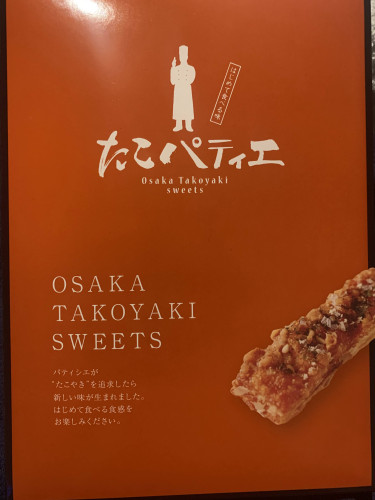 はじめて食べる味
たこパティエ
Osaka Takoyaki
sweets
OSAKA
TAKOYAKI
SWEETS
パティシエが
"たこやき"を追求したら
新しい味が生まれました。
はじめて食べる食感を
お楽しみください。